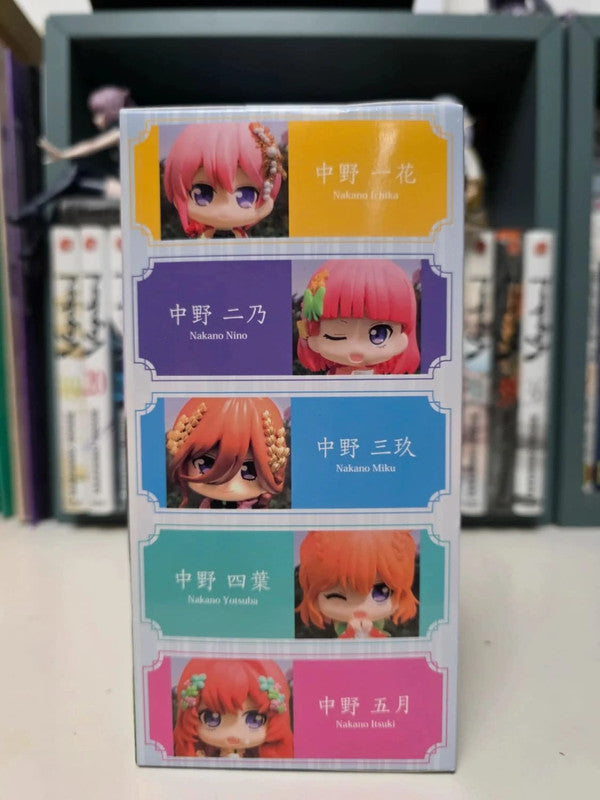 中野 一花
Nakano Ichika
中野 二乃
Nakano Nino
中野 三玖
Nakano Miku
中野 四葉
Nakano Yotsuba
中野 五月
Nakano Itsuki
20